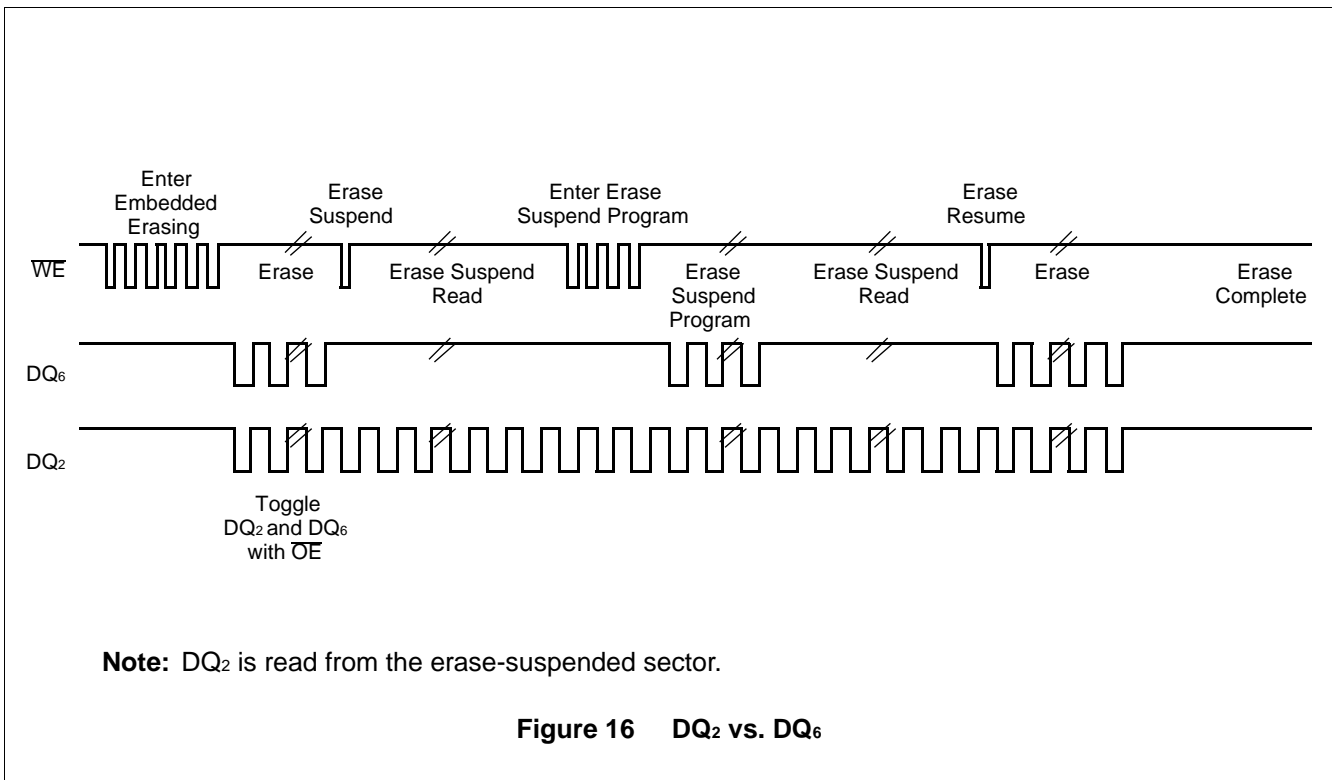 Enter
Embedded
Erasing
Erase
Suspend
Enter Erase
Suspend Program
Erase
Resume
WE
Erase
Erase Suspend
Read
Erase
Suspend
Program
Erase Suspend
Read
Erase
Erase
Complete
DQ6
DQ2
Toggle
DQ2 and DQ6
with OE
Note: DQ2 is read from the erase-suspended sector.
Figure 16 DQ2 vs. DQ6